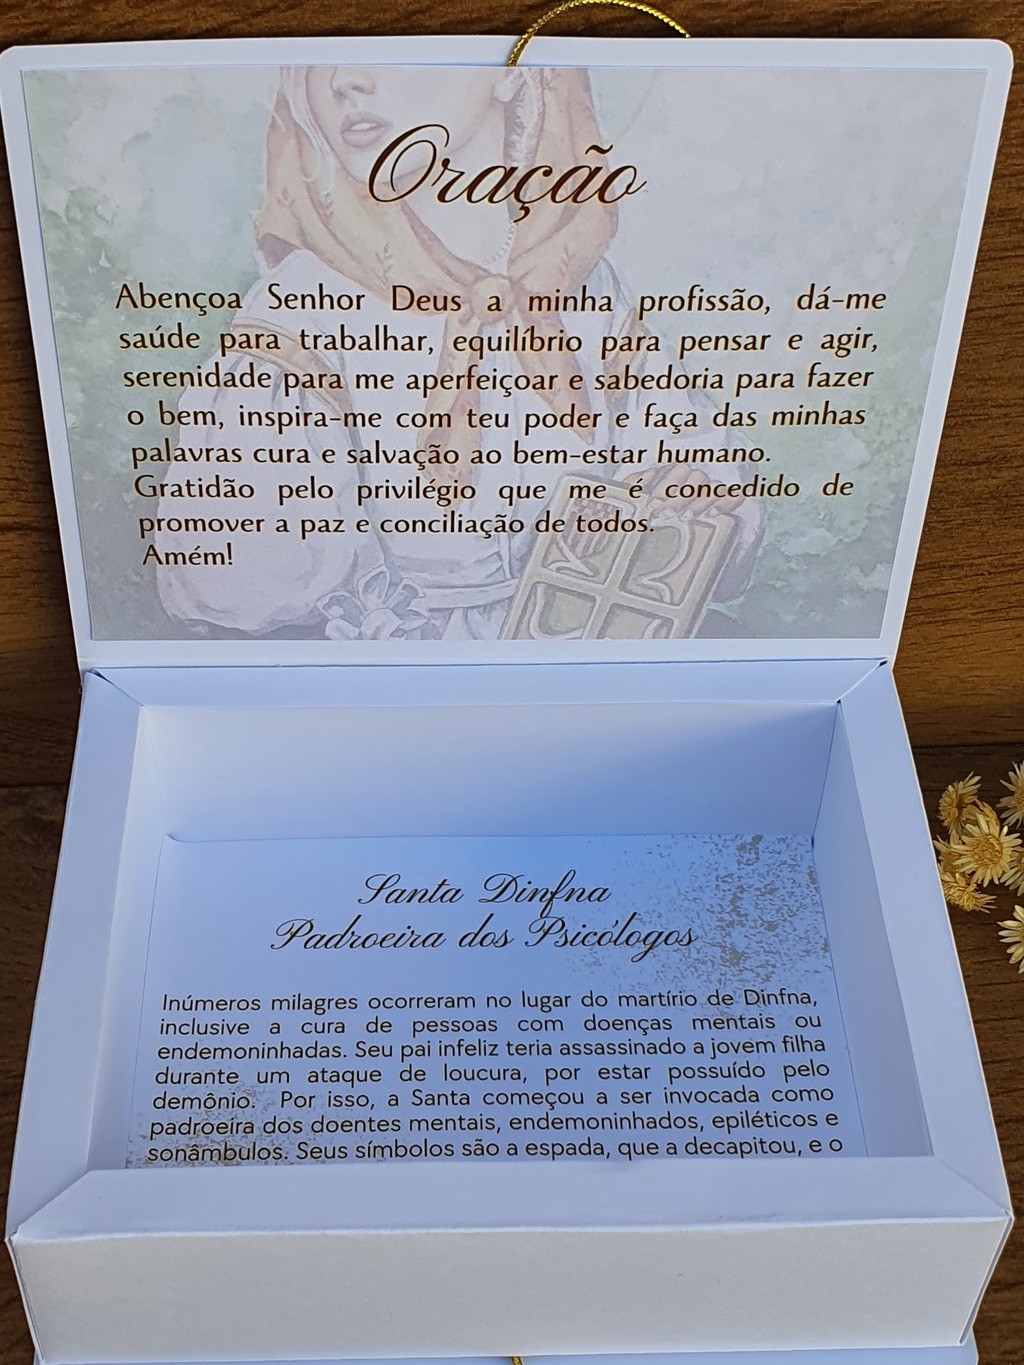 Oração
Abençoa Senhor Deus a minha profissão, dá-me
saúde para trabalhar, equilíbrio para pensar e agir,
serenidade para me aperfeiçoar e sabedoria para fazer
o bem, inspira-me com teu poder e faça das minhas
palavras cura e salvação ao bem-estar humano.
Gratidão pelo privilégio que me é concedido de
promover a paz e conciliação de todos.
Amém!
Santa Dinfna
Padroeira dos Psicólogos
Inúmeros milagres ocorreram no lugar do martírio de Dinfna,
inclusive a cura de pessoas com doenças mentais ou
endemoninhadas. Seu pai infeliz teria assassinado a jovem filha
durante um ataque de loucura, por estar possuído pelo
demônio. Por isso, a Santa começou a ser invocada como
padroeira dos doentes mentais, endemoninhados, epiléticos e
sonâmbulos. Seus símbolos são a espada, que a decapitou, e o